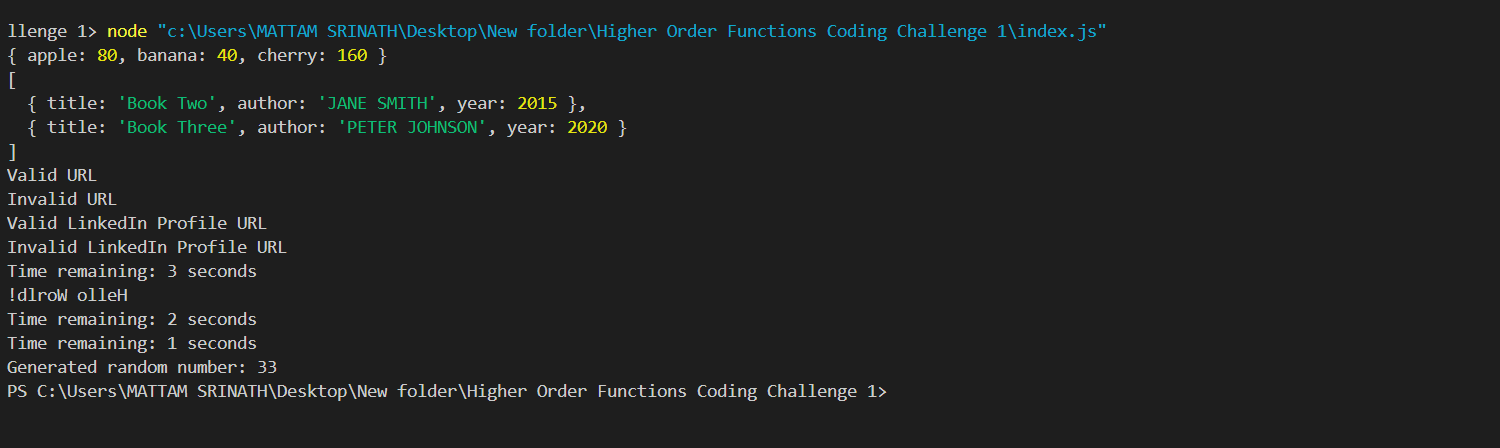 llenge 1> node "c:\Users\MATTAM SRINATH\Desktop\New folder\Higher Order Functions Coding Challenge 1\index.js"
{ apple: 80, banana: 40, cherry: 160 }
[
  { title: 'Book Two', author: 'JANE SMITH', year: 2015 },
  { title: 'Book Three', author: 'PETER JOHNSON', year: 2020 }
]
Valid URL
Invalid URL
Valid LinkedIn Profile URL
Invalid LinkedIn Profile URL
Time remaining: 3 seconds
!dlroW olleH
Time remaining: 2 seconds
Time remaining: 1 seconds
Generated random number: 33
PS C:\Users\MATTAM SRINATH\Desktop\New folder\Higher Order Functions Coding Challenge 1>